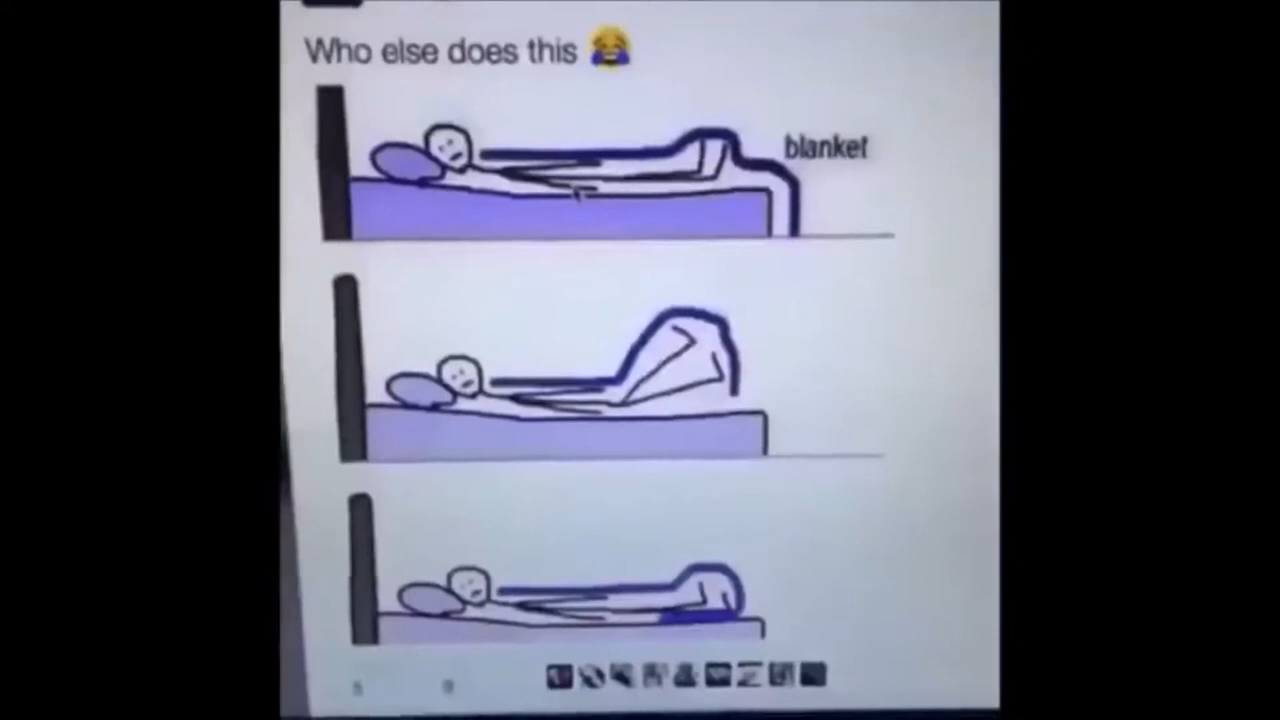 Who else does this 😂
blanket